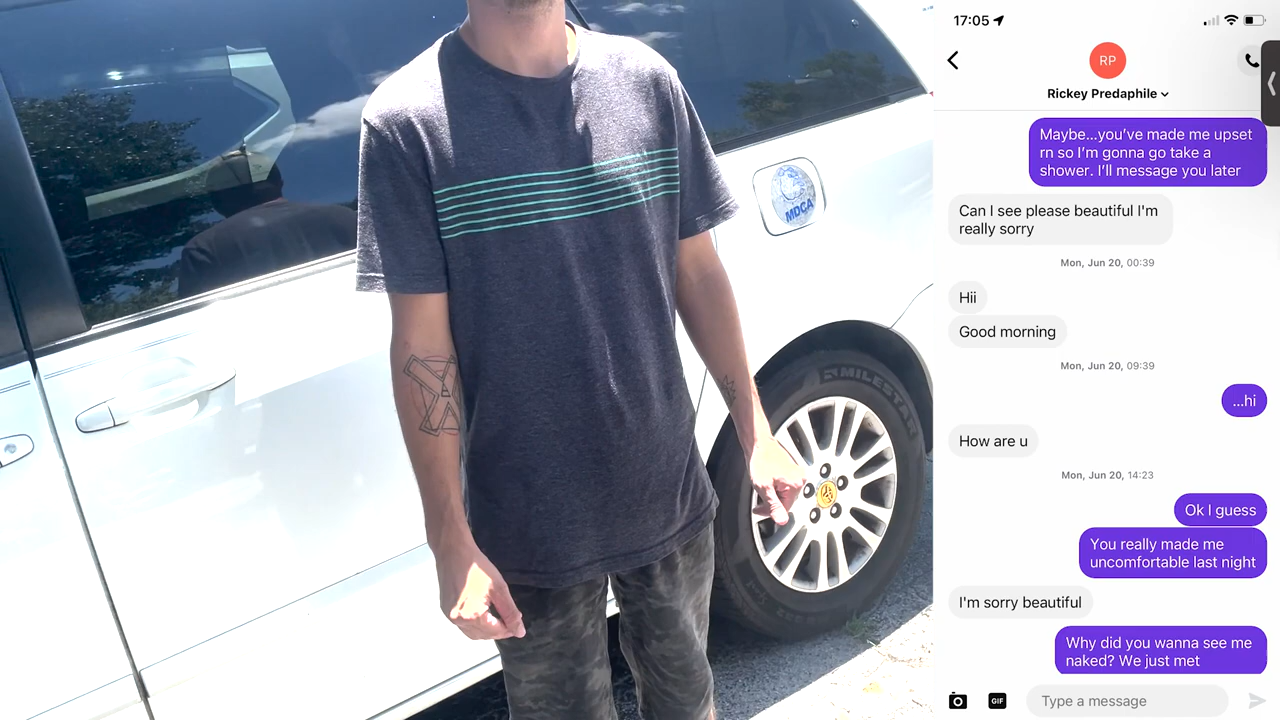 MDCA
MILESTAR
17:05
RP
Rickey Predaphile
Maybe...you've made me upset
rn so I'm gonna go take a
shower. I'll message you later
Can I see please beautiful I'm
really sorry
Mon, Jun 20, 00:39
Hii
Good morning
Mon, Jun 20, 09:39
...hi
How are u
Mon, Jun 20, 14:23
Ok I guess
You really made me
uncomfortable last night
I'm sorry beautiful
Why did you wanna see me
naked? We just met
GIF
Type a message